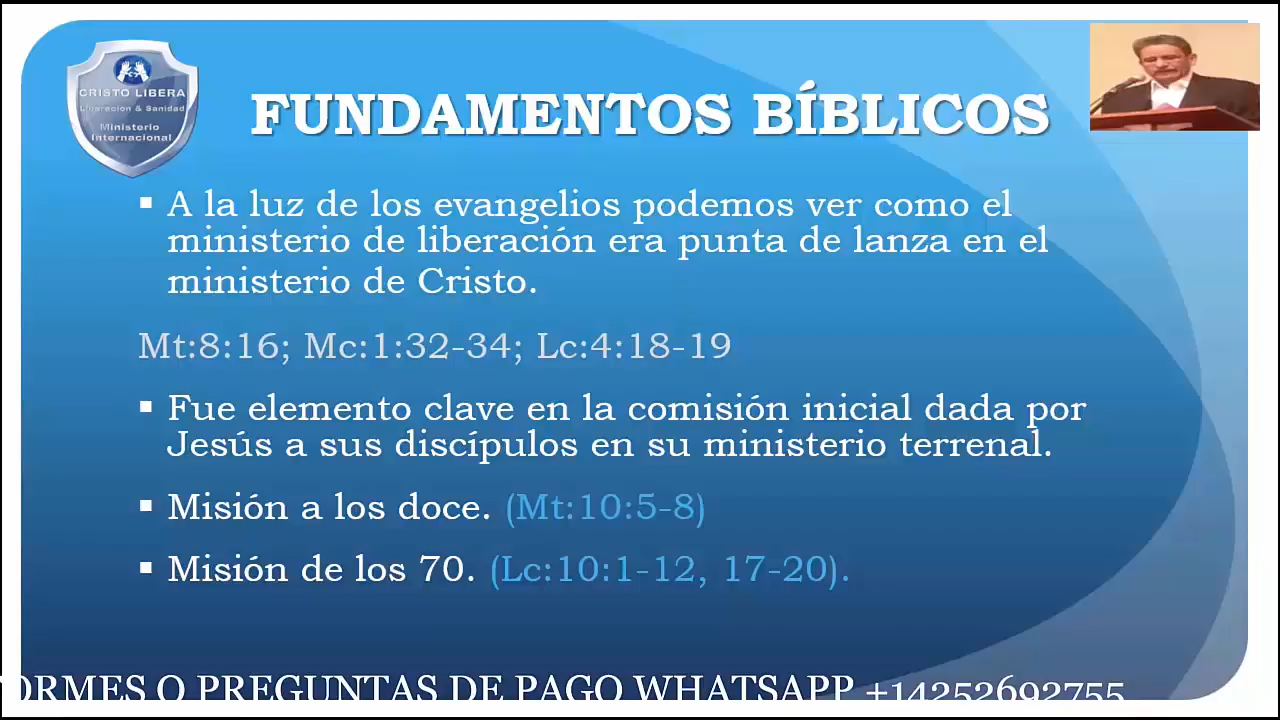 CRISTO LIBERA
Liberación & Sanidad
Ministerio
Internacional
FUNDAMENTOS BÍBLICOS
▪ A la luz de los evangelios podemos ver como el
ministerio de liberación era punta de lanza en el
ministerio de Cristo.
Mt:8:16; Mc:1:32-34; Lc:4:18-19
▪ Fue elemento clave en la comisión inicial dada por
Jesús a sus discípulos en su ministerio terrenal.
▪ Misión a los doce. (Mt:10:5-8)
▪ Misión de los 70. (Lc:10:1-12, 17-20).
ORMES O PREGUNTAS DE PAGO WHATSAPP +14252692755